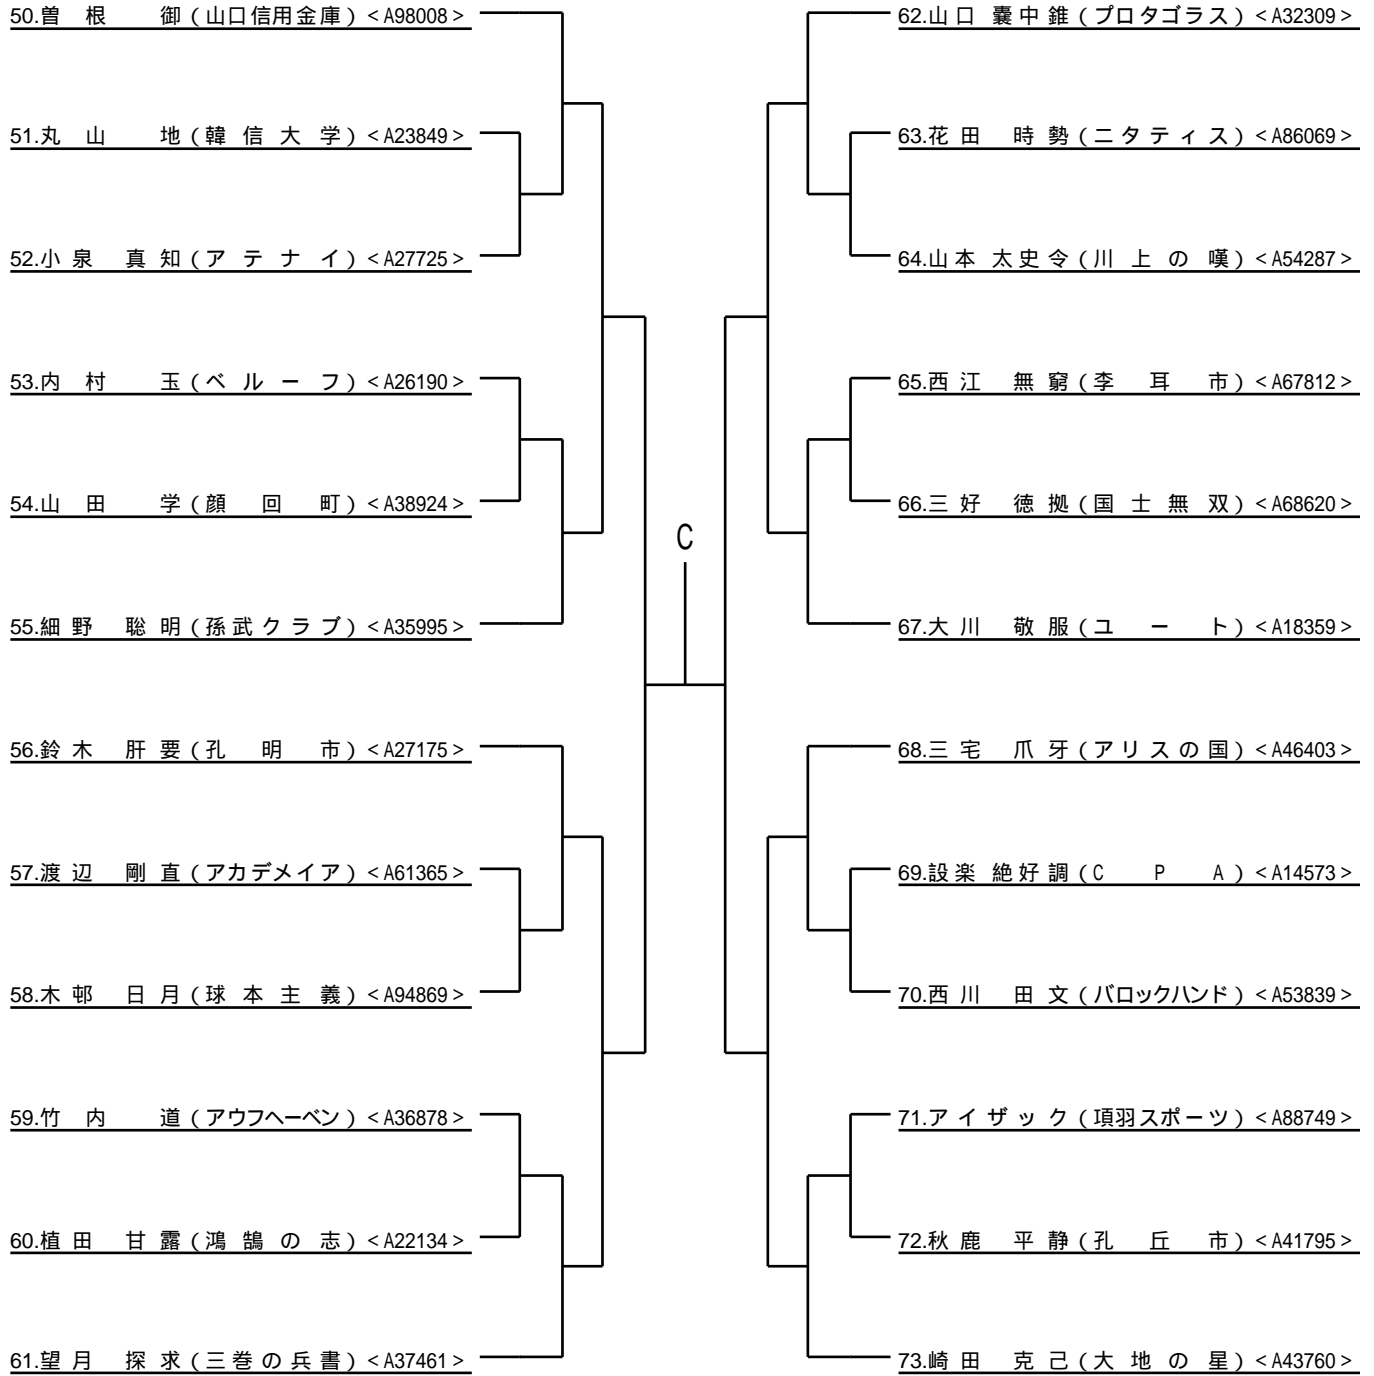 50.曽根 御(山口信用金庫)<A98008>
51.丸山 地(韓信大学)<A23849>
52.小泉 真知(アテナイ)<A27725>
53.内村 玉(ベルーフ)<A26190>
54.山田 学(顔回町)<A38924>
55.細野 聡明(孫武クラブ)<A35995>
56.鈴木 肝要(孔明市)<A27175>
57.渡辺 剛直(アカデメイア)<A61365>
58.木邨 日月(球本主義)<A94869>
59.竹内 道(アウフヘーベン)<A36878>
60.植田 甘露(鴻鵠の志)<A22134>
61.望月 探求(三巻の兵書)<A37461>
C
62.山口 嚢中錐(プロタゴラス)<A32309>
63.花田 時勢(ニタティス)<A86069>
64.山本 太史令(川上の嘆)<A54287>
65.西江 無窮(李耳市)<A67812>
66.三好 徳拠(国士無双)<A68620>
67.大川 敬服(ユート)<A18359>
68.三宅 爪牙(アリスの国)<A46403>
69.設楽 絶好調(CPA)<A14573>
70.西川 田文(バロックハンド)<A53839>
71.アイザック(項羽スポーツ)<A88749>
72.秋鹿 平静(孔丘市)<A41795>
73.崎田 克己(大地の星)<A43760>